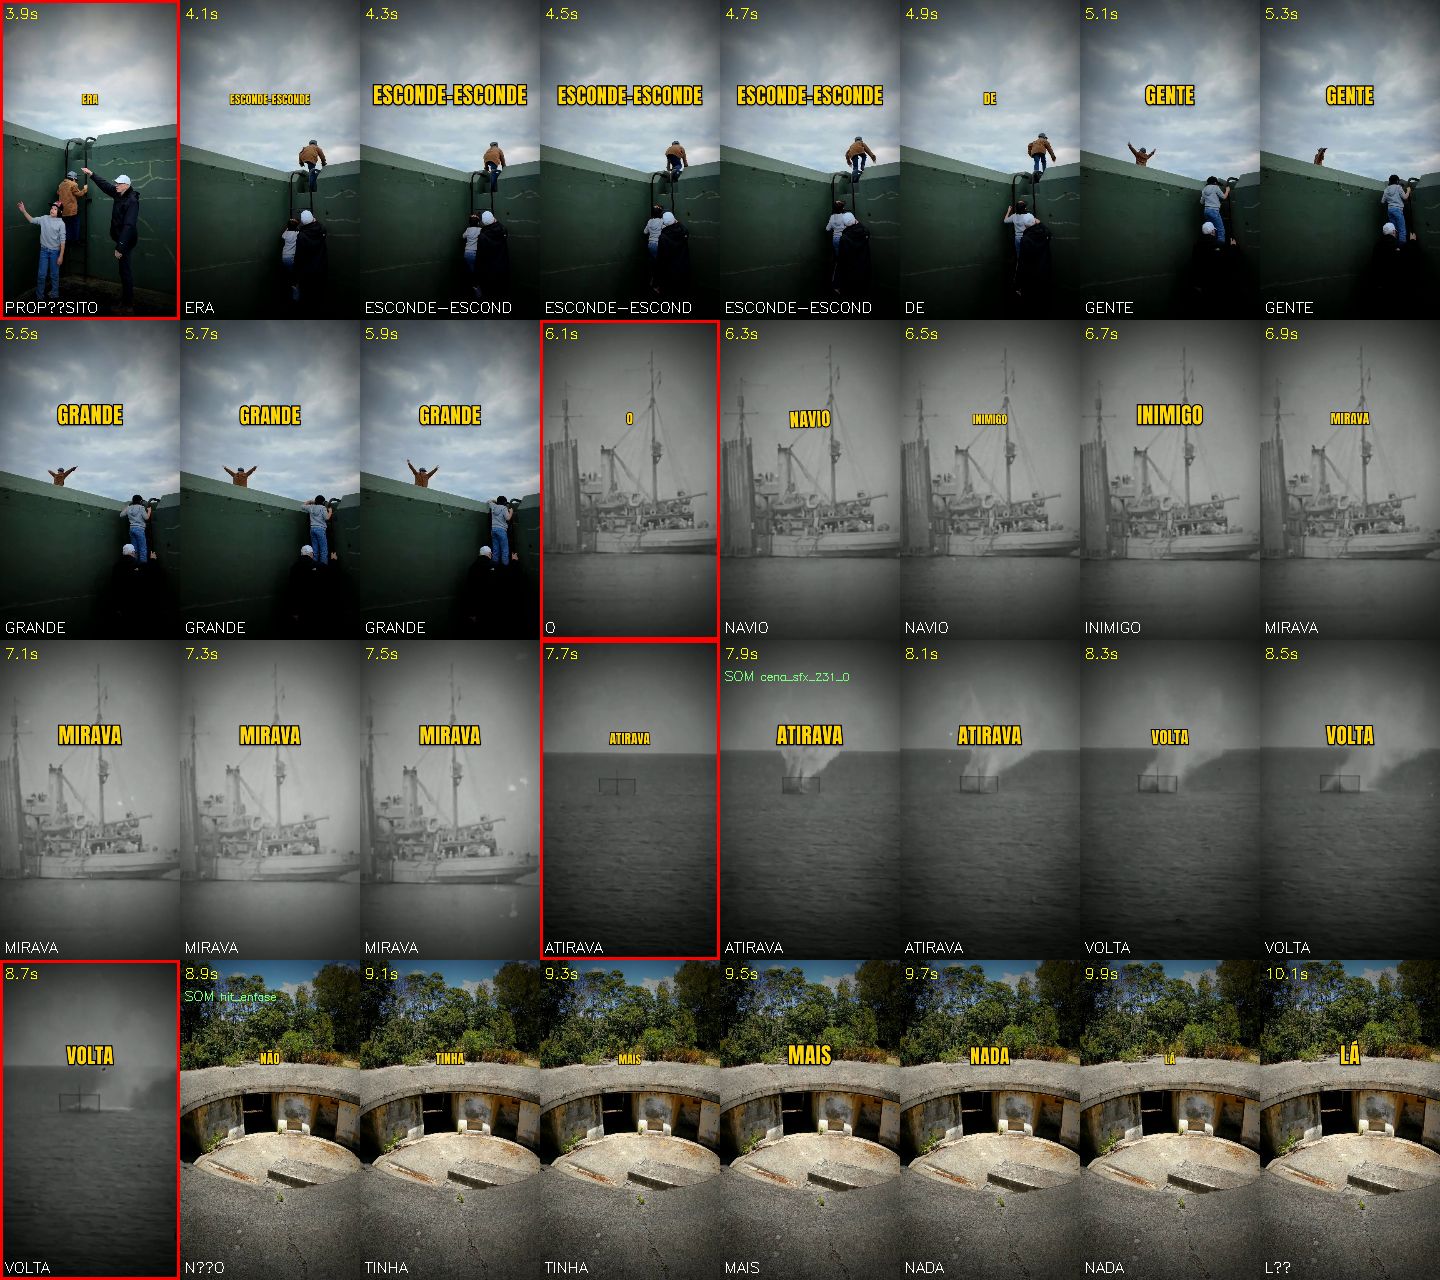 3.9s 4.1s 4.3s 4.5s 4.7s 4.9s 5.1s 5.3s
ERA ESCONDE-ESCONDE ESCONDE-ESCONDE ESCONDE-ESCONDE ESCONDE-ESCONDE DE GENTE GENTE
PROP??SITO ERA ESCONDE-ESCOND ESCONDE-ESCOND ESCONDE-ESCOND DE GENTE GENTE
5.5s 5.7s 5.9s 6.1s 6.3s 6.5s 6.7s 6.9s
GRANDE GRANDE GRANDE O NAVIO INIMIGO INIMIGO MIRAVA
GRANDE GRANDE GRANDE O NAVIO NAVIO INIMIGO MIRAVA
7.1s 7.3s 7.5s 7.7s 7.9s 8.1s 8.3s 8.5s
SOM cena_sfx_231_0
MIRAVA MIRAVA MIRAVA ATIRAVA ATIRAVA ATIRAVA VOLTA VOLTA
MIRAVA MIRAVA MIRAVA ATIRAVA ATIRAVA ATIRAVA VOLTA VOLTA
8.7s 8.9s 9.1s 9.3s 9.5s 9.7s 9.9s 10.1s
SOM hit_enfase
VOLTA NÃO TINHA MAIS MAIS NADA LÁ LÁ
VOLTA N??O TINHA TINHA MAIS NADA NADA L??